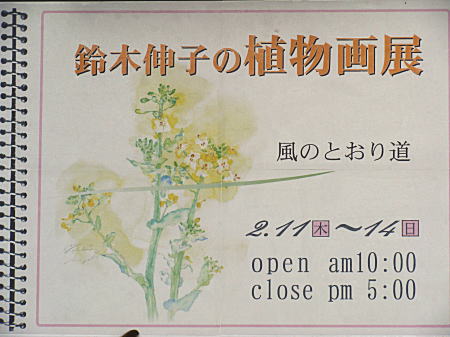 鈴木伸子の植物画展
風のとおり道
2.11木〜14日
open am10:00
close pm 5:00